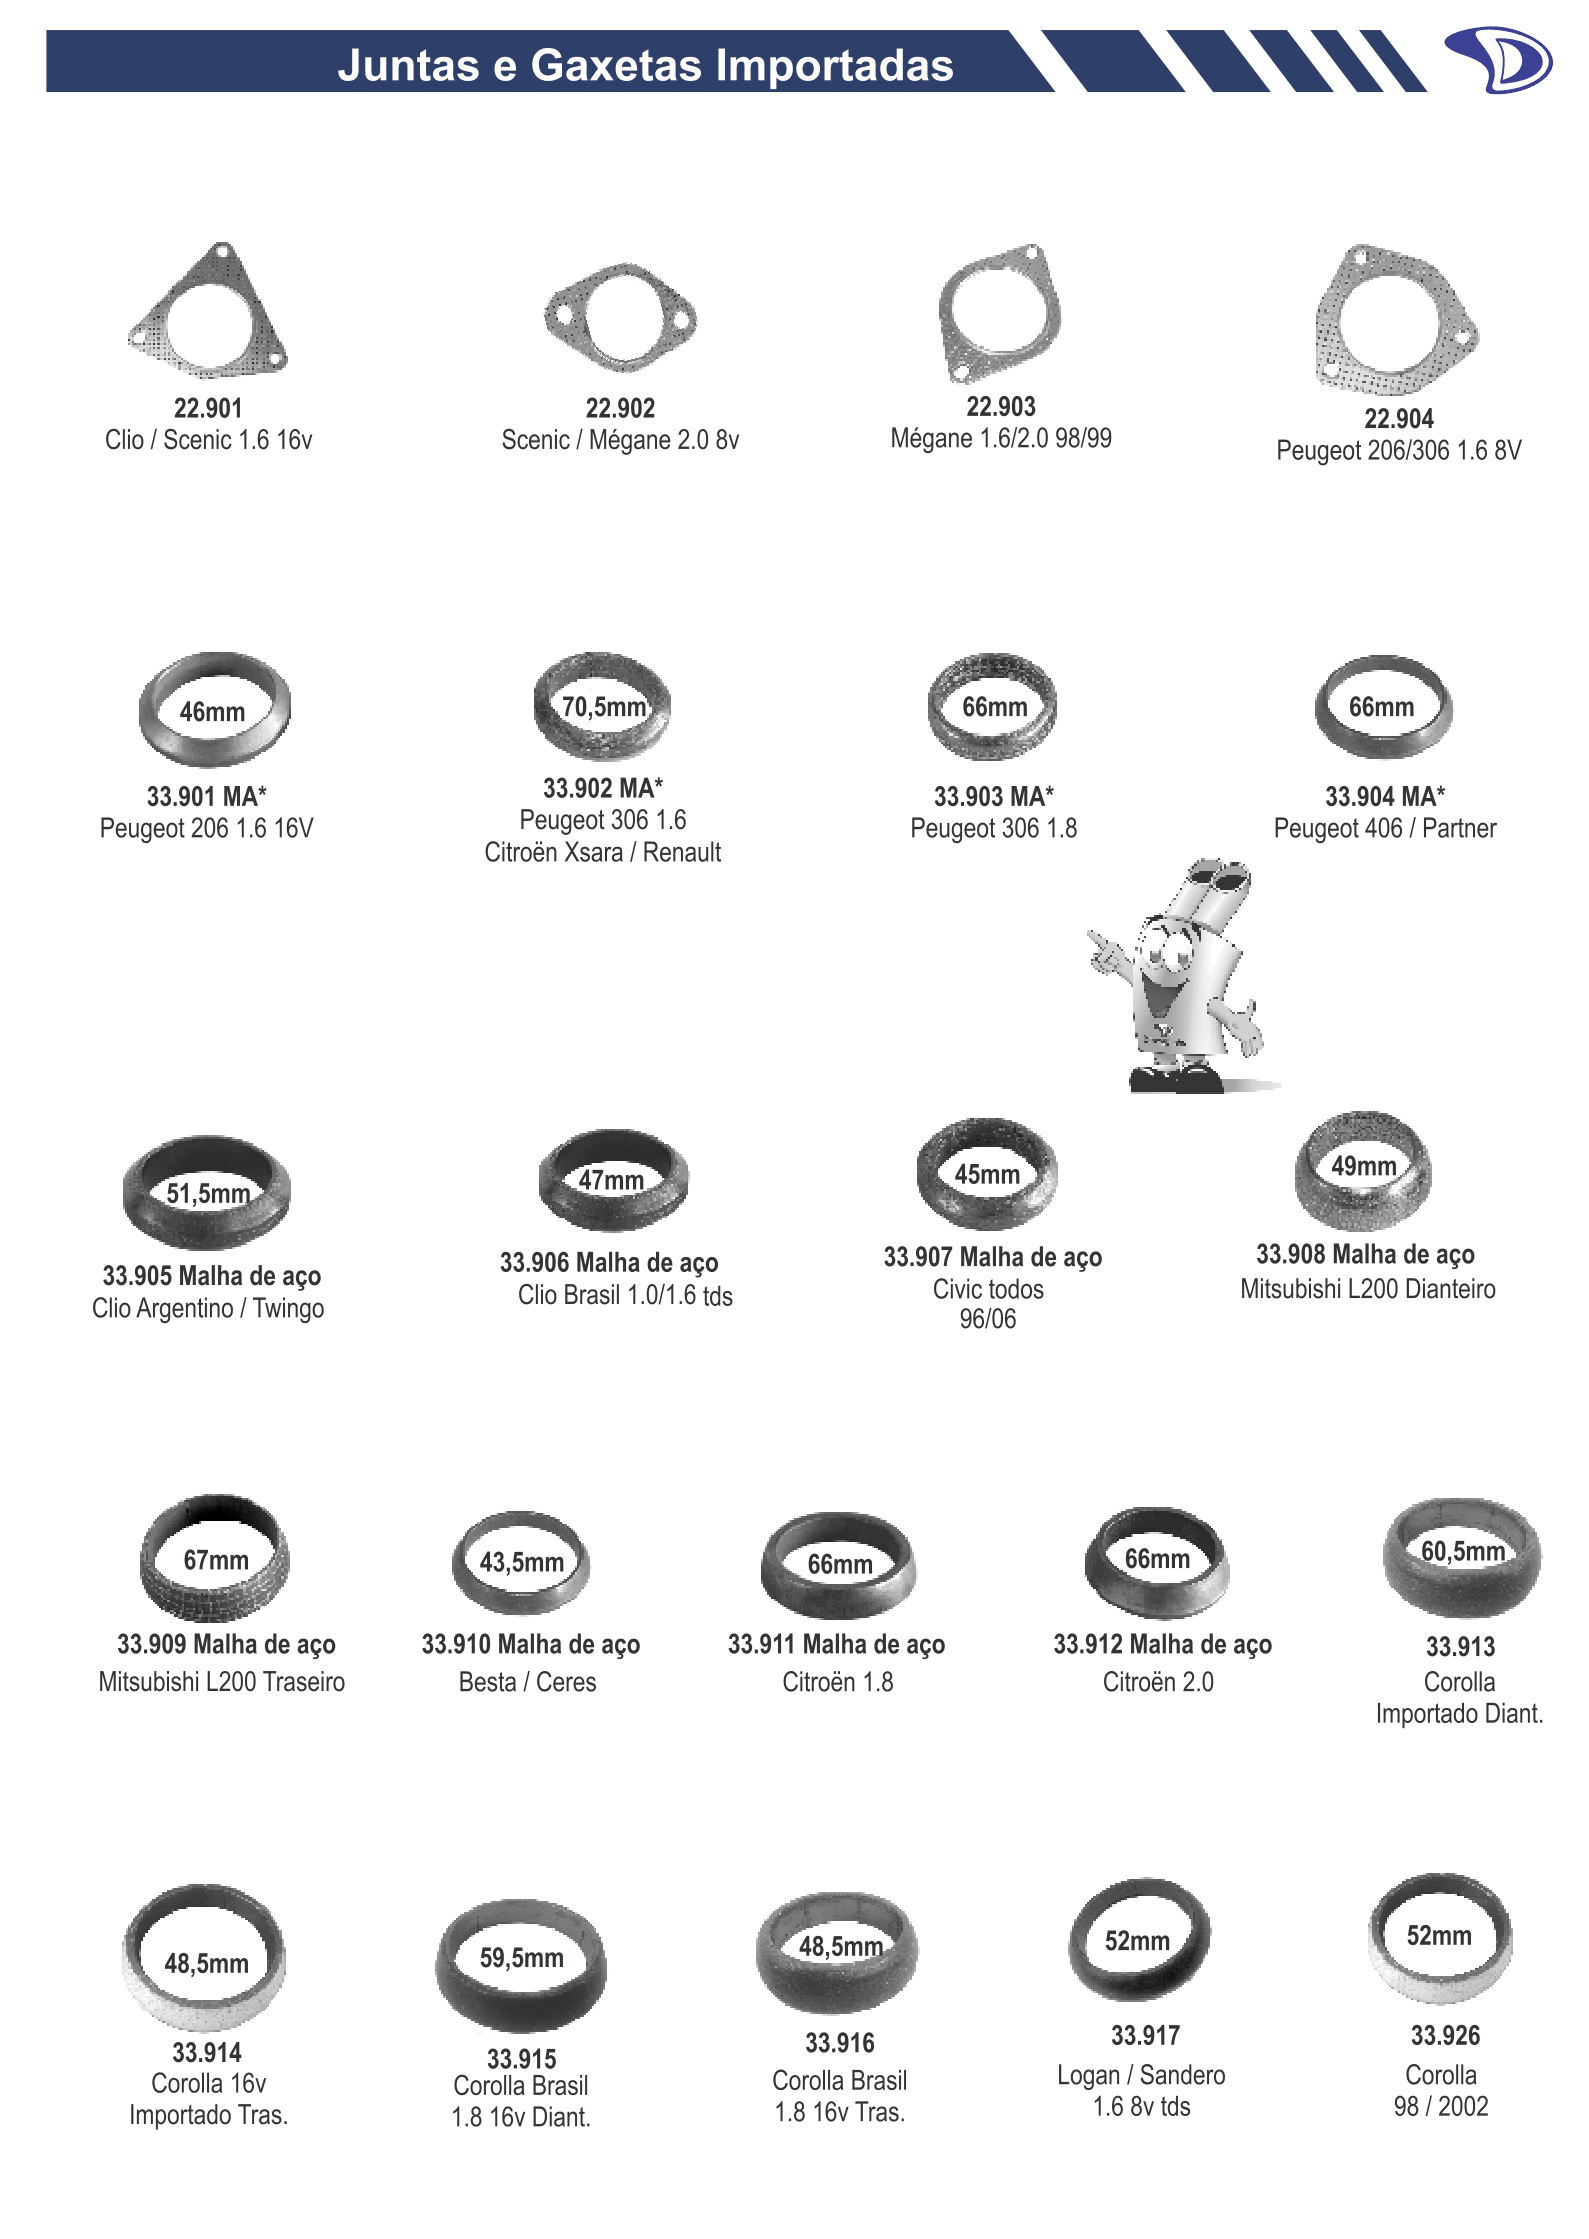 Juntas e Gaxetas Importadas
22.901
Clio / Scenic 1.6 16v
22.902
Scenic / Mégane 2.0 8v
22.903
Mégane 1.6/2.0 98/99
22.904
Peugeot 206/306 1.6 8V
46mm
33.901 MA*
Peugeot 206 1.6 16V
70,5mm
33.902 MA*
Peugeot 306 1.6
Citroën Xsara / Renault
66mm
33.903 MA*
Peugeot 306 1.8
66mm
33.904 MA*
Peugeot 406 / Partner
51,5mm
33.905 Malha de aço
Clio Argentino / Twingo
47mm
33.906 Malha de aço
Clio Brasil 1.0/1.6 tds
45mm
33.907 Malha de aço
Civic todos
96/06
49mm
33.908 Malha de aço
Mitsubishi L200 Dianteiro
67mm
33.909 Malha de aço
Mitsubishi L200 Traseiro
43,5mm
33.910 Malha de aço
Besta / Ceres
66mm
33.911 Malha de aço
Citroën 1.8
66mm
33.912 Malha de aço
Citroën 2.0
60,5mm
33.913
Corolla
Importado Diant.
48,5mm
33.914
Corolla 16v
Importado Tras.
59,5mm
33.915
Corolla Brasil
1.8 16v Diant.
48,5mm
33.916
Corolla Brasil
1.8 16v Tras.
52mm
33.917
Logan / Sandero
1.6 8v tds
52mm
33.926
Corolla
98 / 2002